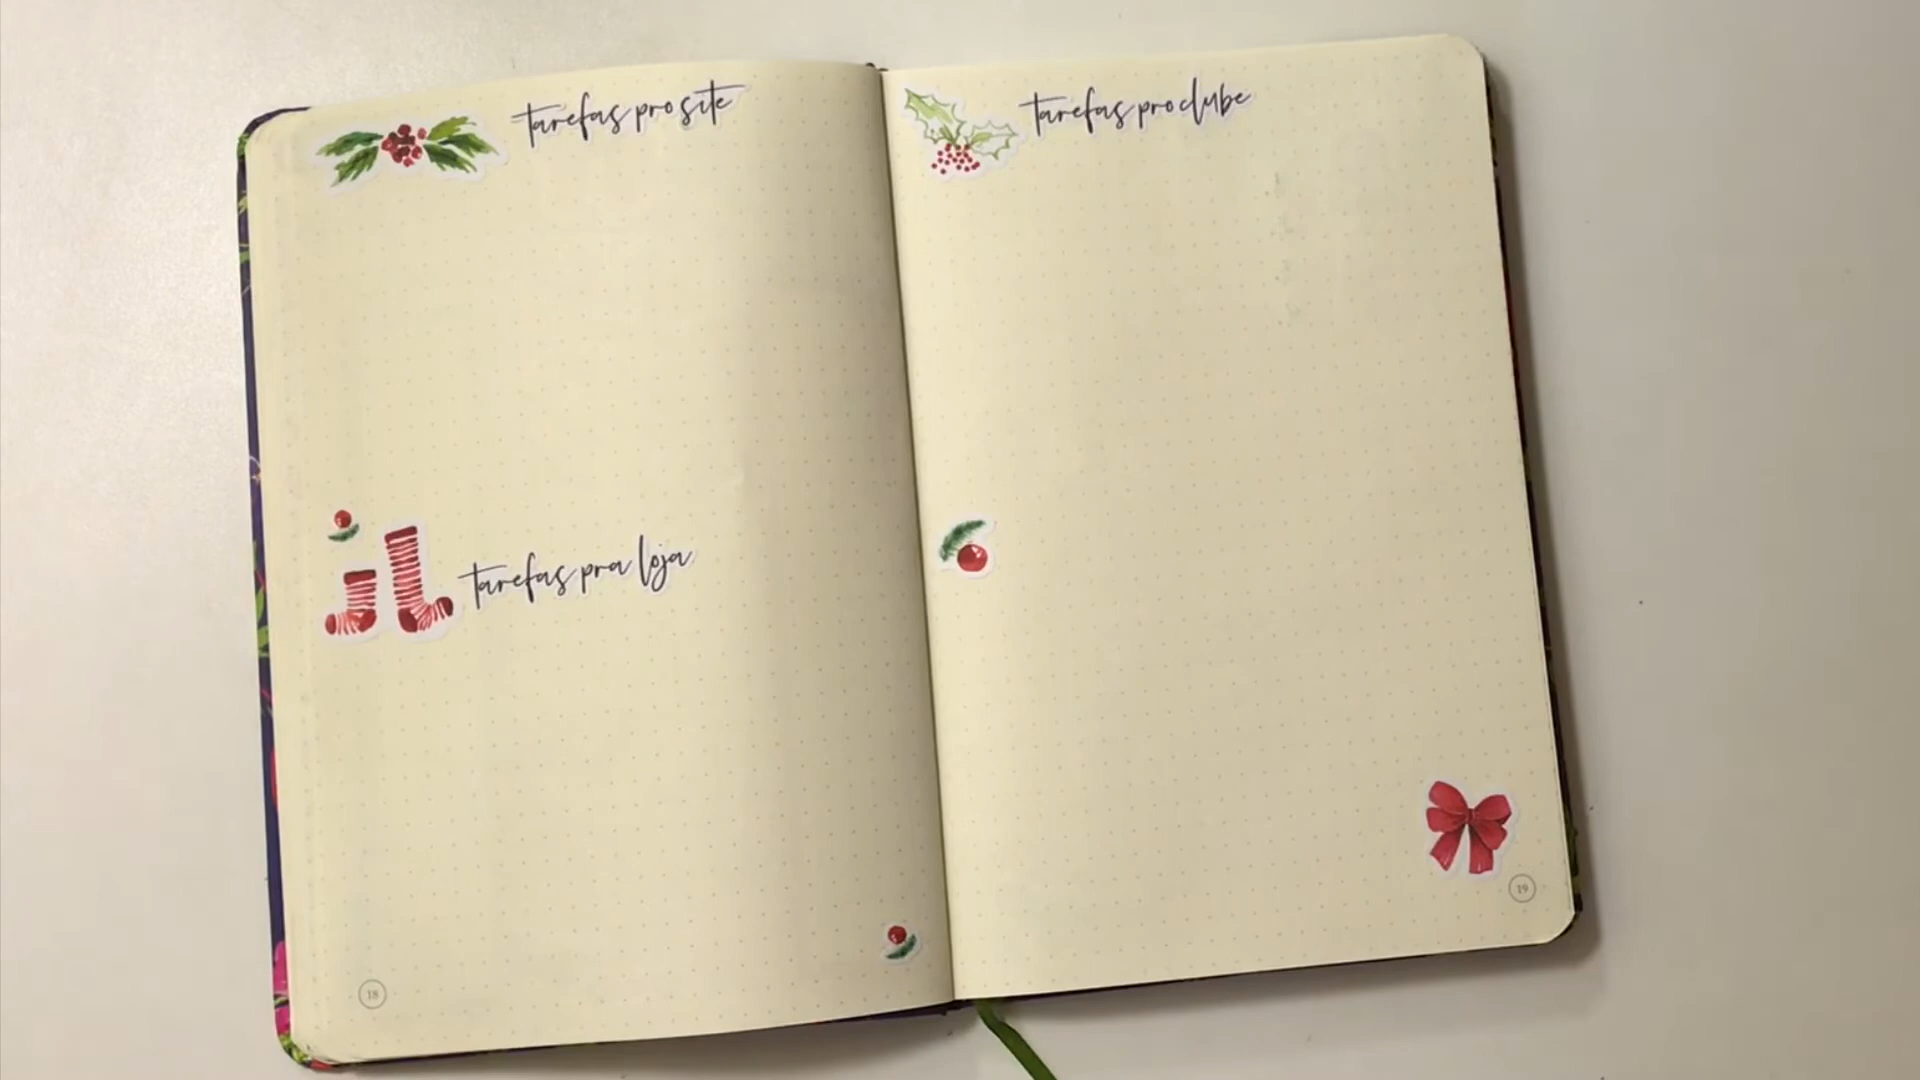 tarefas pro site
tarefas pra loja
18
tarefas pro clube
19